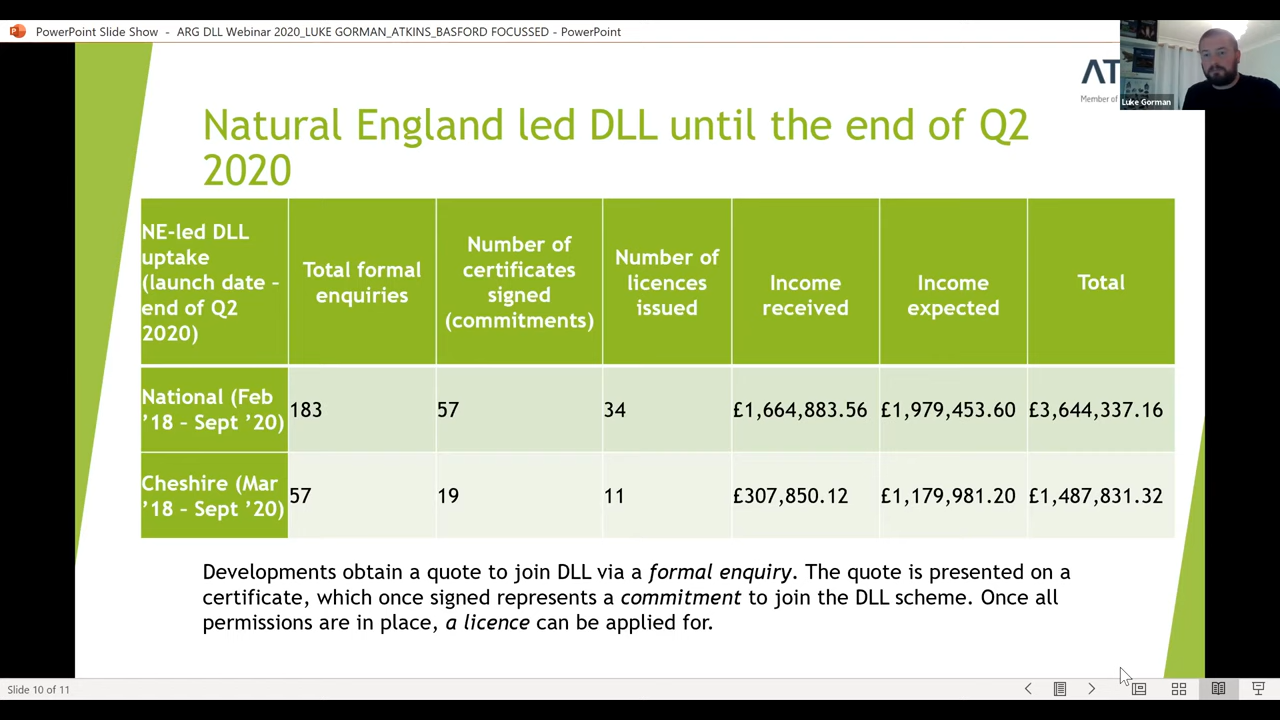 PowerPoint Slide Show - ARG DLL Webinar 2020_LUKE GORMAN_ATKINS_BASFORD FOCUSSED - PowerPoint
AT
Member of
Luke Gorman
Natural England led DLL until the end of Q2
2020
NE-led DLL
uptake
(launch date –
end of Q2
2020)
Total formal
enquiries
Number of
certificates
signed
(commitments)
Number of
licences
issued
Income
received
Income
expected
Total
National (Feb
’18 – Sept ’20)
183
57
34
£1,664,883.56
£1,979,453.60
£3,644,337.16
Cheshire (Mar
’18 – Sept ’20)
57
19
11
£307,850.12
£1,179,981.20
£1,487,831.32
Developments obtain a quote to join DLL via a formal enquiry. The quote is presented on a
certificate, which once signed represents a commitment to join the DLL scheme. Once all
permissions are in place, a licence can be applied for.
Slide 10 of 11